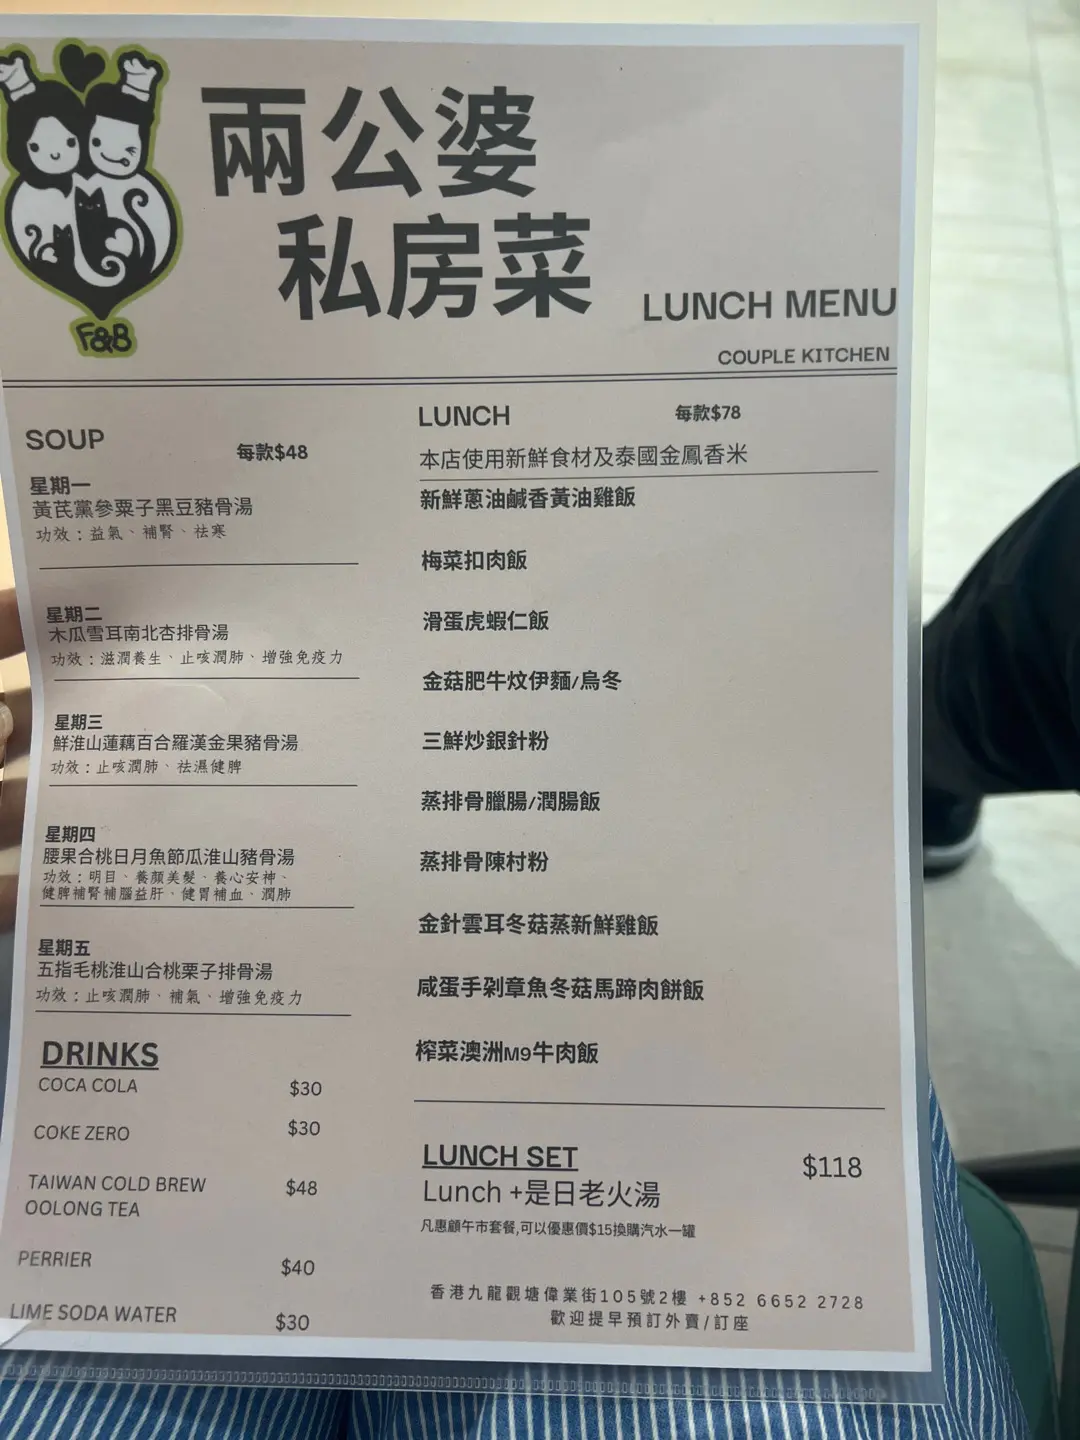 兩公婆
私房菜
F&B
LUNCH MENU
COUPLE KITCHEN
SOUP
每款$48
星期一
黃芪黨參粟子黑豆豬骨湯
功效：益氣、補腎、祛寒
星期二
木瓜雪耳南北杏排骨湯
功效：滋潤養生、止咳潤肺、增強免疫力
星期三
鮮淮山蓮藕百合羅漢金果豬骨湯
功效：止咳潤肺、祛濕健脾
星期四
腰果合桃日月魚節瓜淮山豬骨湯
功效：明目、養顏美髮、養心安神、
健脾補腎補腦益肝、健胃補血、潤肺
星期五
五指毛桃淮山合桃栗子排骨湯
功效：止咳潤肺、補氣、增強免疫力
DRINKS
COCA COLA $30
COKE ZERO $30
TAIWAN COLD BREW $48
OOLONG TEA
PERRIER $40
LIME SODA WATER $30
LUNCH
每款$78
本店使用新鮮食材及泰國金鳳香米
新鮮蔥油鹹香黃油雞飯
梅菜扣肉飯
滑蛋虎蝦仁飯
金菇肥牛炆伊麵/烏冬
三鮮炒銀針粉
蒸排骨臘腸/潤腸飯
蒸排骨陳村粉
金針雲耳冬菇蒸新鮮雞飯
咸蛋手剁章魚冬菇馬蹄肉餅飯
榨菜澳洲M9牛肉飯
LUNCH SET $118
Lunch +是日老火湯
凡惠顧午市套餐,可以優惠價$15換購汽水一罐
香港九龍觀塘偉業街105號2樓 +852 6652 2728
歡迎提早預訂外賣/訂座